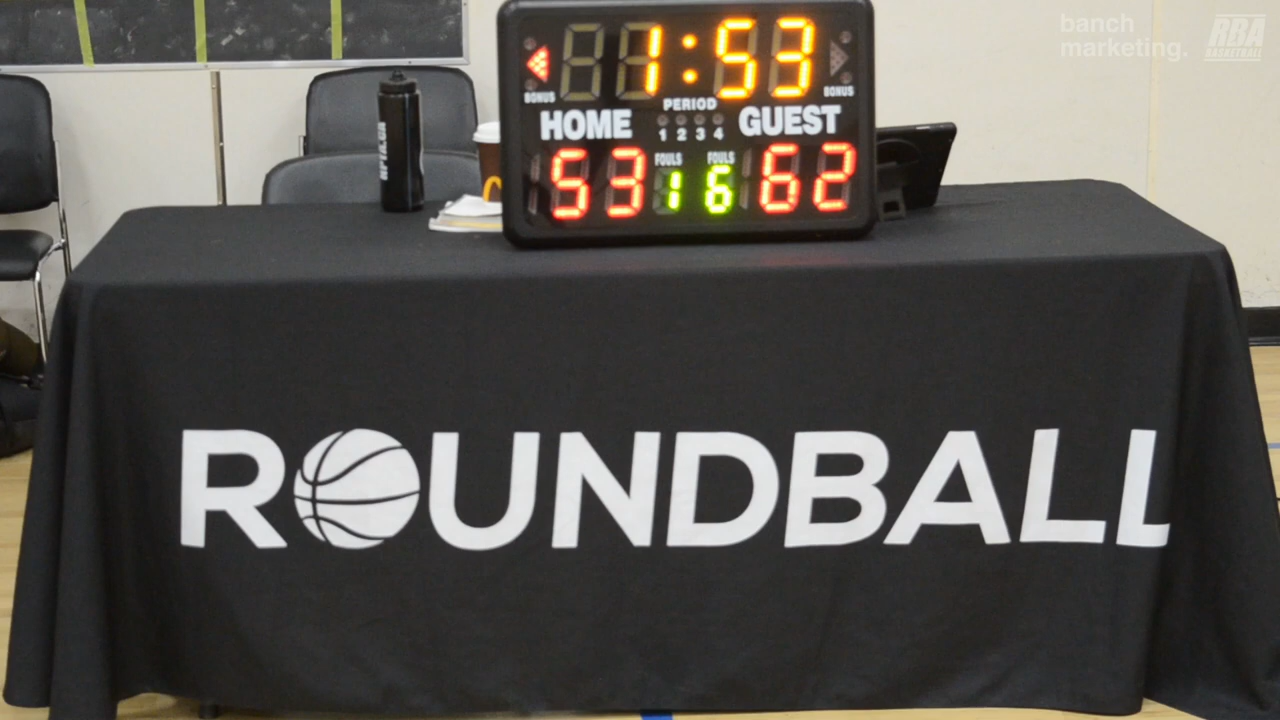 banch
marketing.
RBA
BASKETBALL
1:53
BONUS
BONUS
PERIOD
HOME
1 2 3 4
GUEST
FOULS
FOULS
53
1
6
62
ROUNDBALL